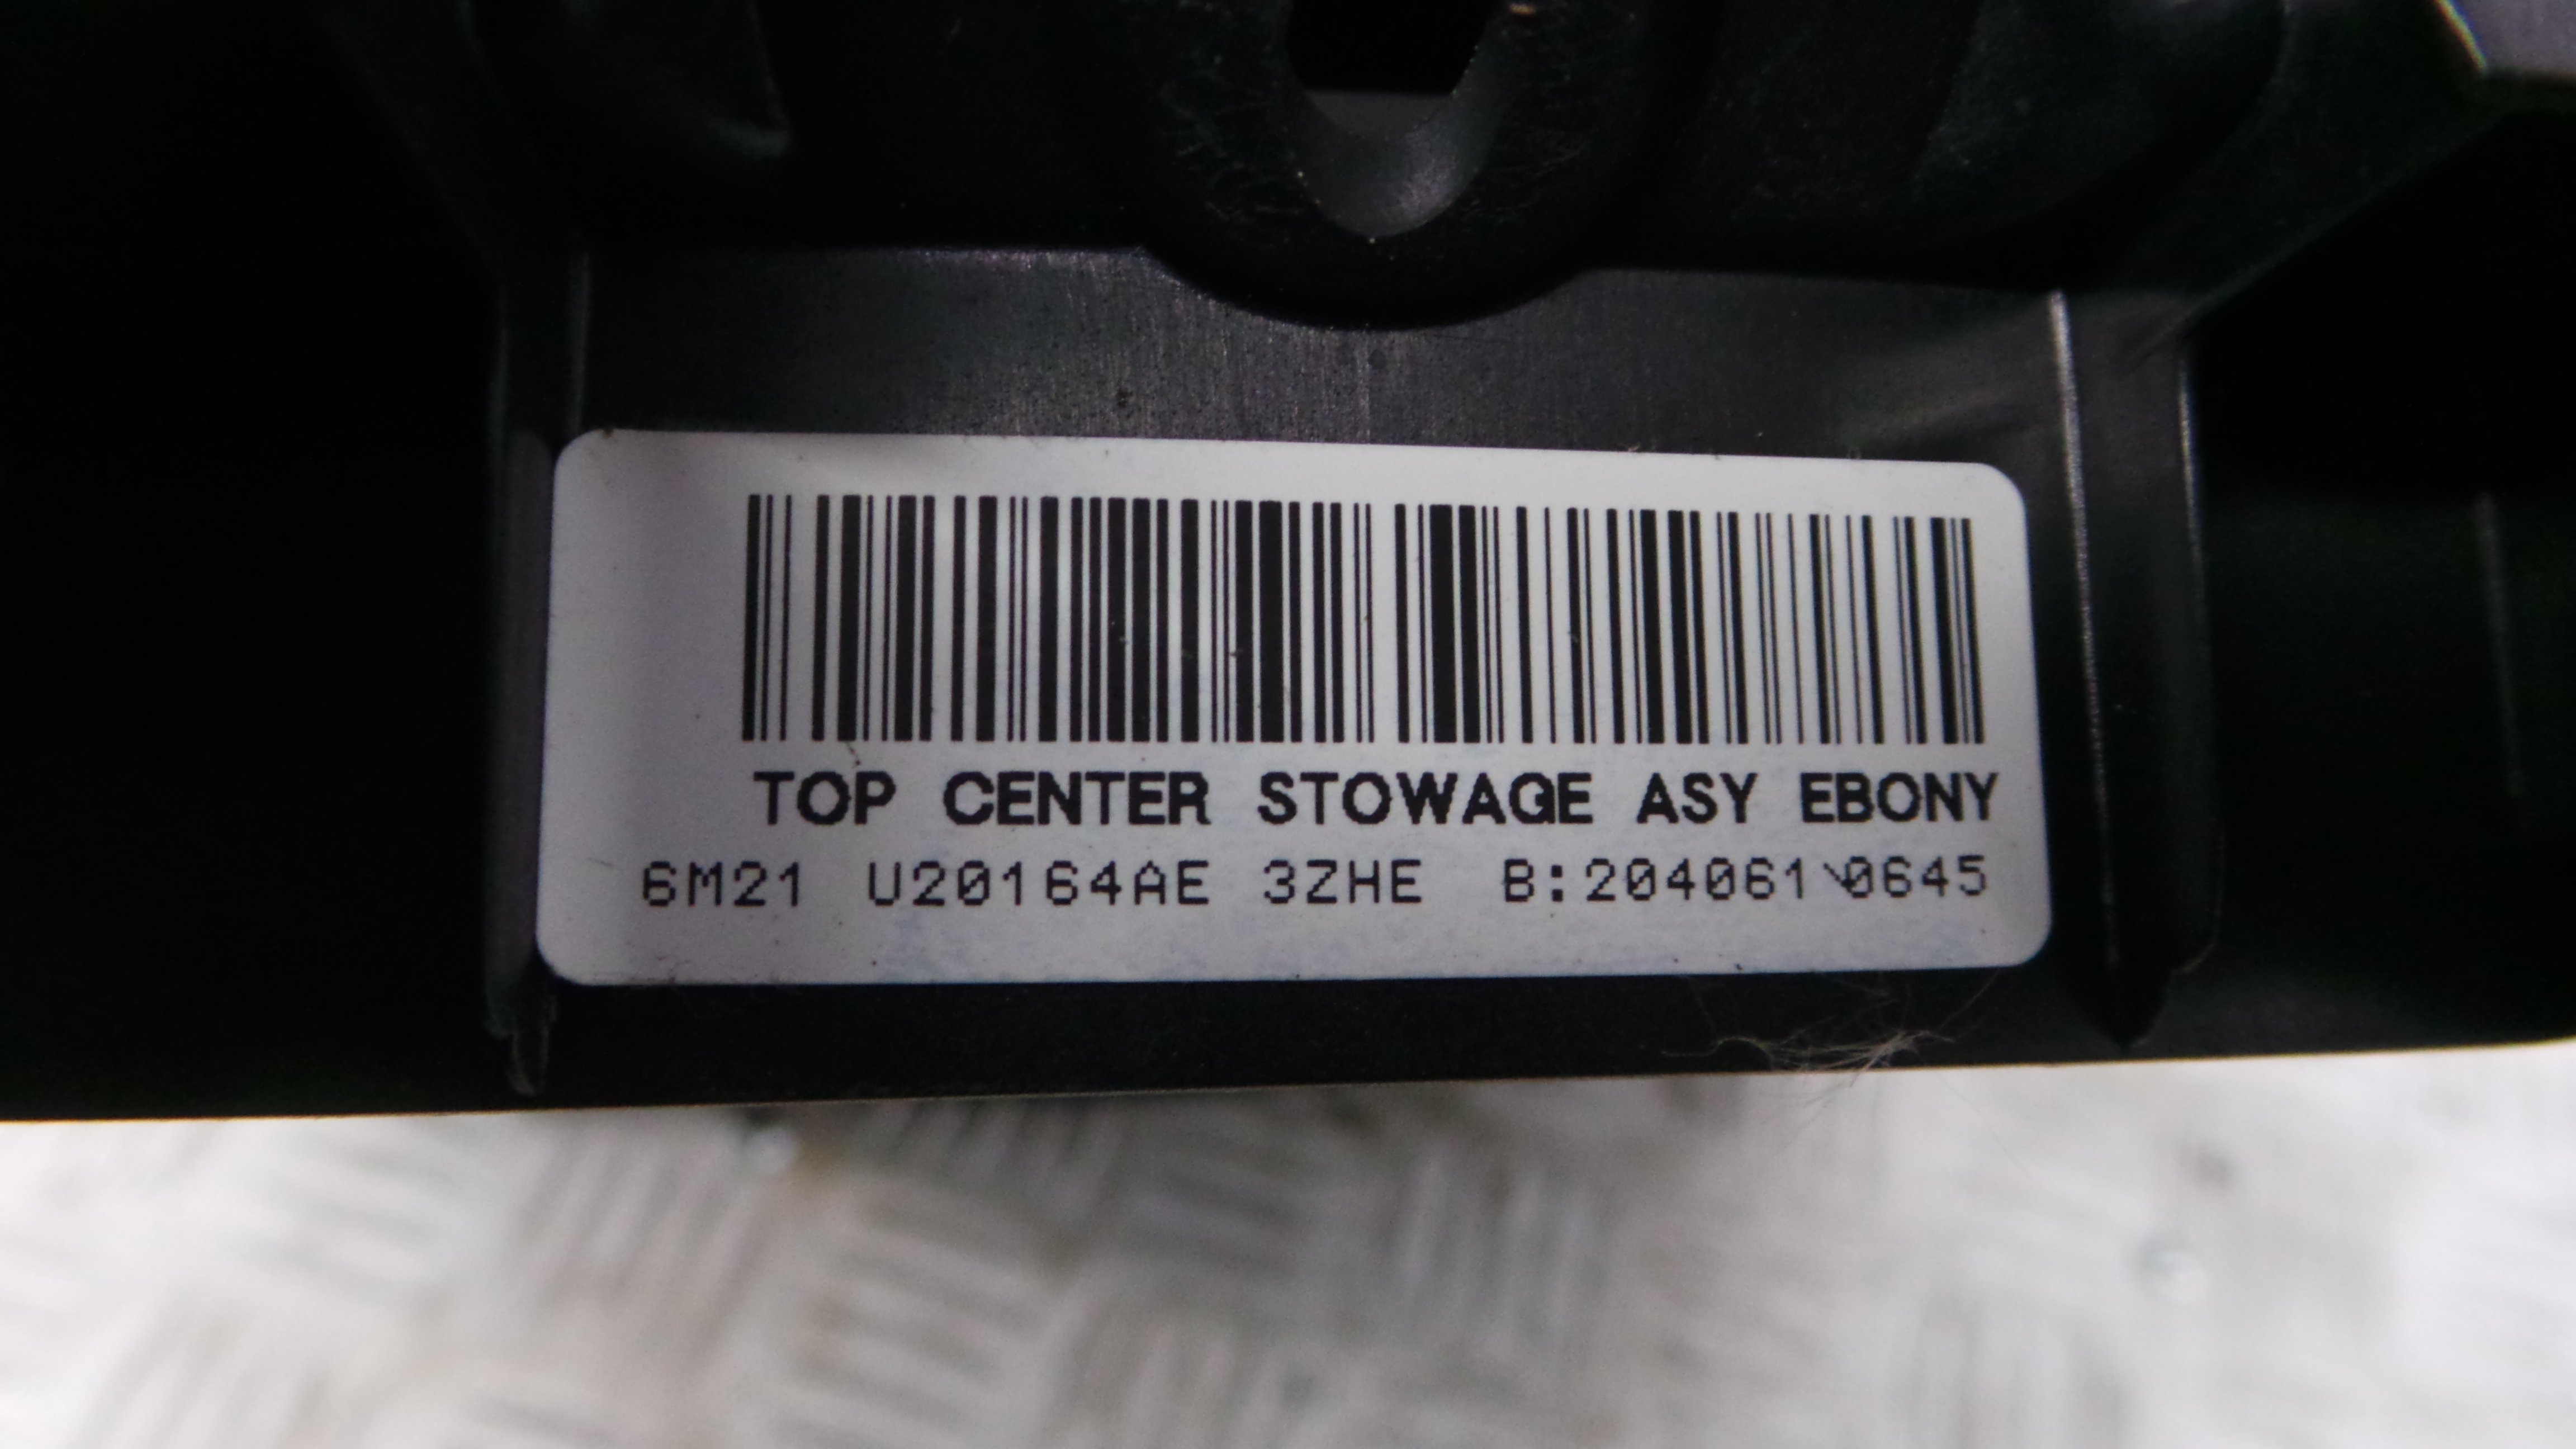 TOP CENTER STOWAGE ASY EBONY
6M21 U20164AE 3ZHE B:204061 0645